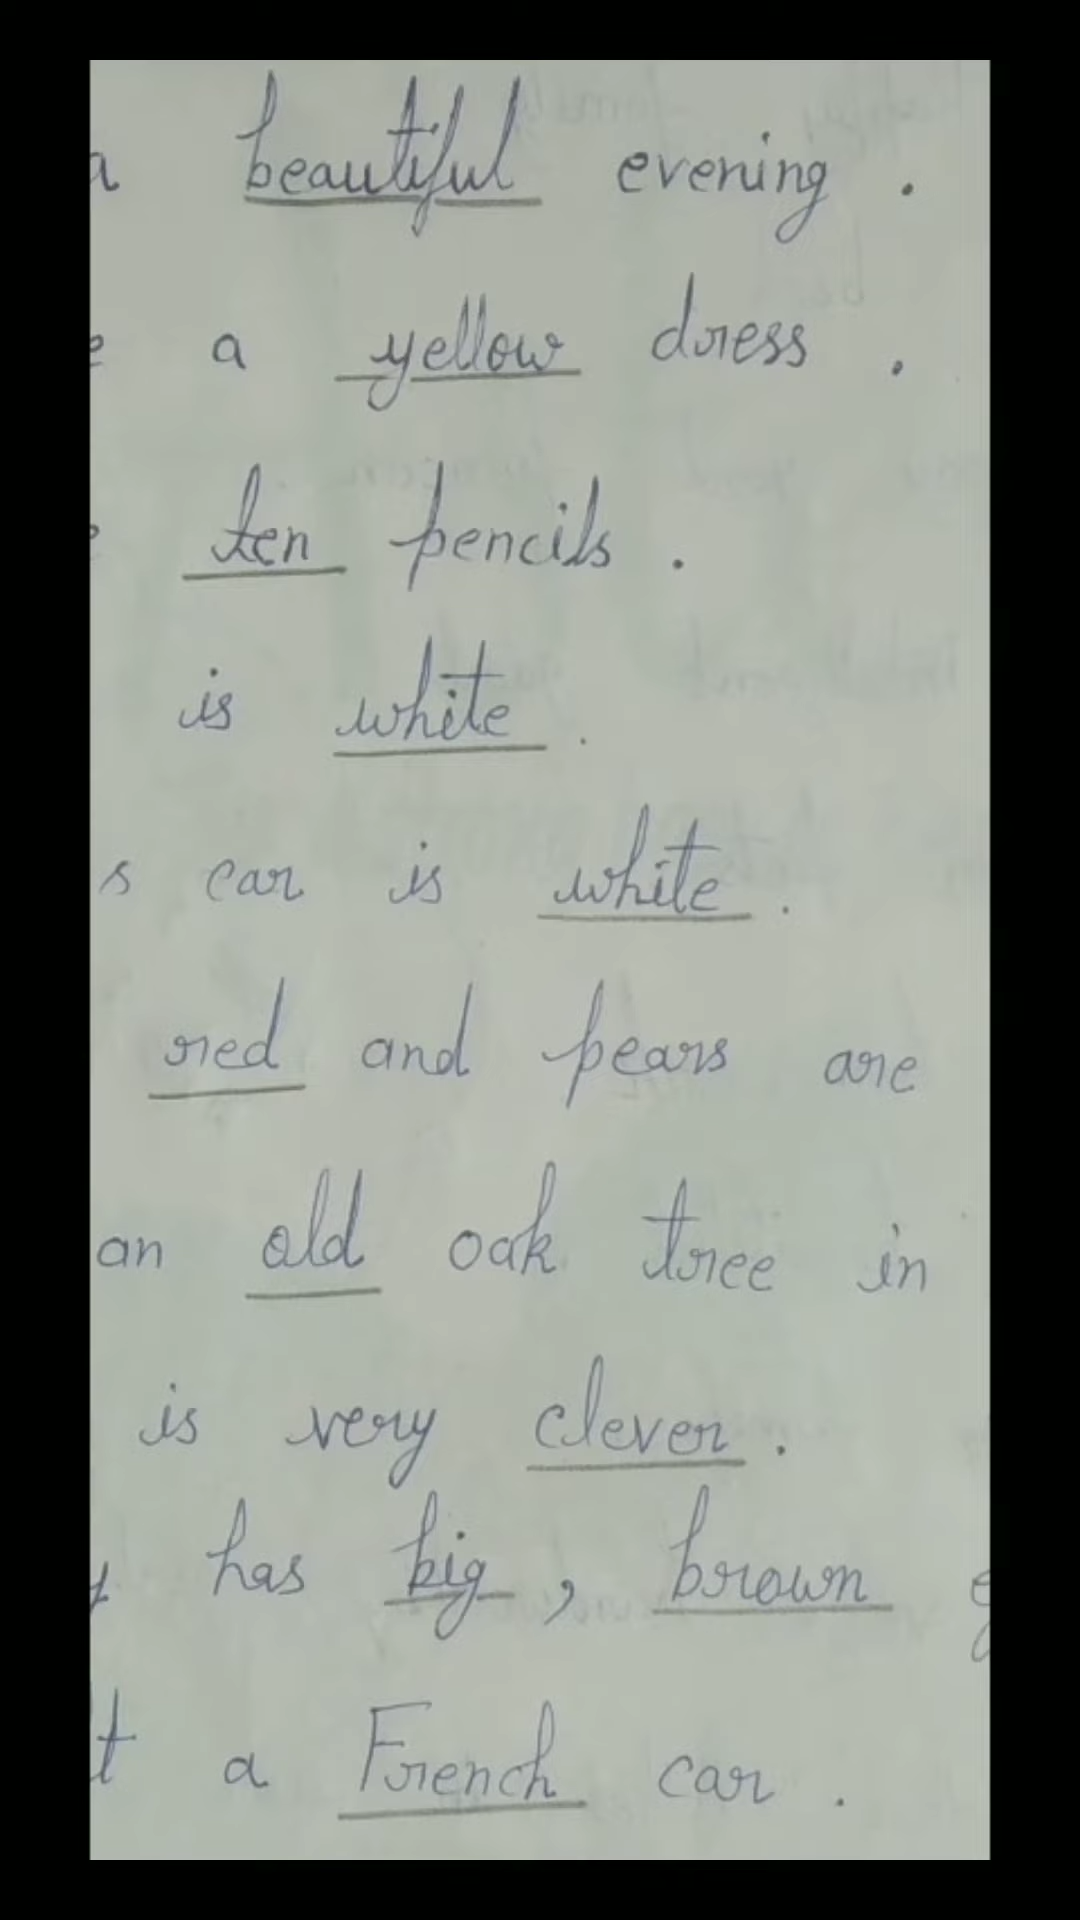 a beautiful evening.
a yellow dress.
ten pencils.
is white.
s car is white.
red and pears are
an old oak tree in
is very clever.
has big, brown
t a French car.